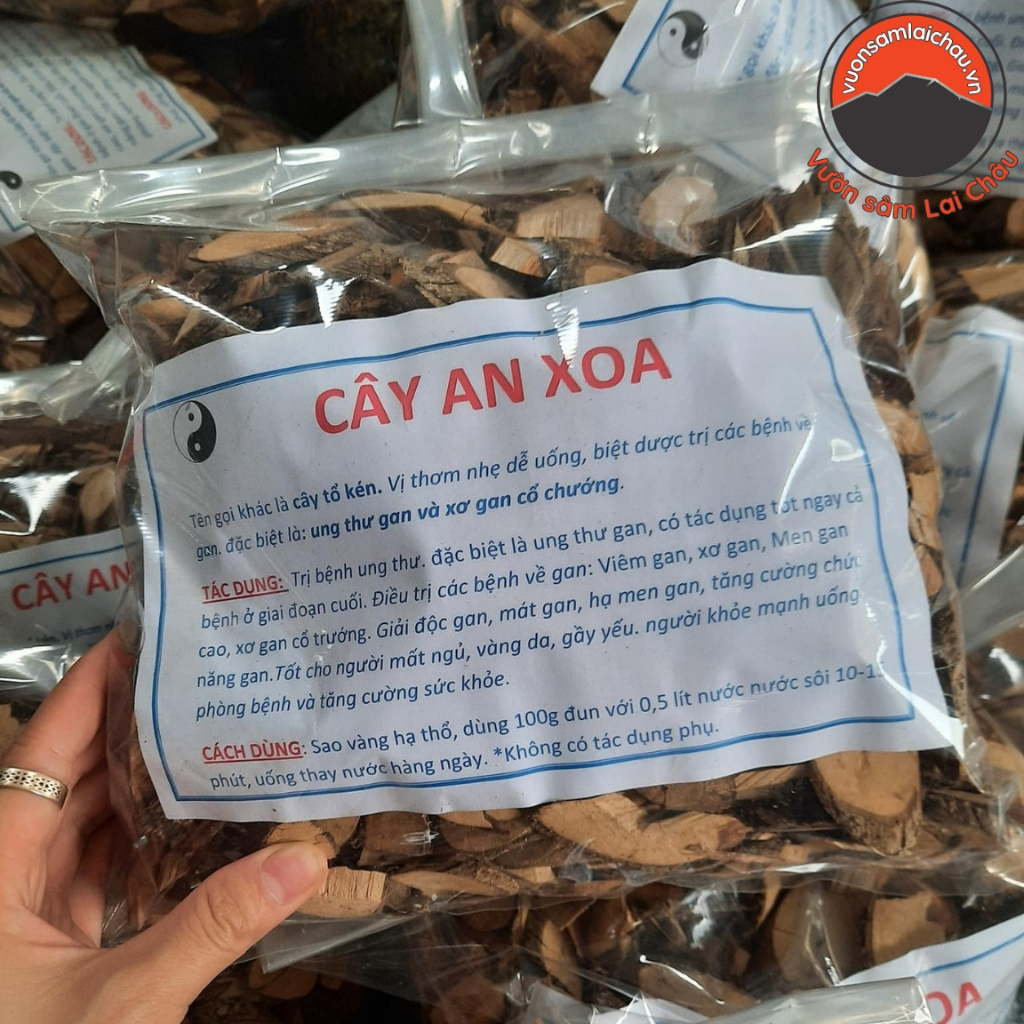 vuonsamlaichau.vn
Vườn sâm Lai Châu
CÂY AN XOA
Tên gọi khác là cây tổ kén. Vị thơm nhẹ dễ uống, biệt dược trị các bệnh về
gan. đặc biệt là: ung thư gan và xơ gan cổ chướng.
TÁC DỤNG: Trị bệnh ung thư. đặc biệt là ung thư gan, có tác dụng tốt ngay cả
bệnh ở giai đoạn cuối. Điều trị các bệnh về gan: Viêm gan, xơ gan, Men gan
cao, xơ gan cổ trướng. Giải độc gan, mát gan, hạ men gan, tăng cường chức
năng gan.Tốt cho người mất ngủ, vàng da, gầy yếu. người khỏe mạnh uống
phòng bệnh và tăng cường sức khỏe.
CÁCH DÙNG: Sao vàng hạ thổ, dùng 100g đun với 0,5 lít nước nước sôi
phút, uống thay nước hàng ngày. *Không có tác dụng phụ.
CÂY AN
OA